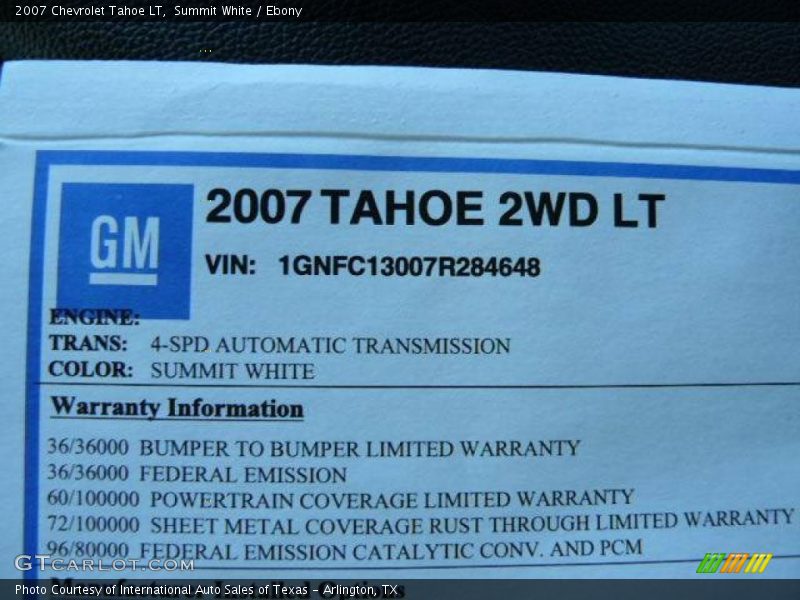 2007 Chevrolet Tahoe LT, Summit White / Ebony
GM
2007 TAHOE 2WD LT
VIN: 1GNFC13007R284648
ENGINE:
TRANS: 4-SPD AUTOMATIC TRANSMISSION
COLOR: SUMMIT WHITE
Warranty Information
36/36000 BUMPER TO BUMPER LIMITED WARRANTY
36/36000 FEDERAL EMISSION
60/100000 POWERTRAIN COVERAGE LIMITED WARRANTY
72/100000 SHEET METAL COVERAGE RUST THROUGH LIMITED WARRANTY
96/80000 FEDERAL EMISSION CATALYTIC CONV. AND PCM
GTCARLOT.COM
Photo Courtesy of International Auto Sales of Texas - Arlington, TX